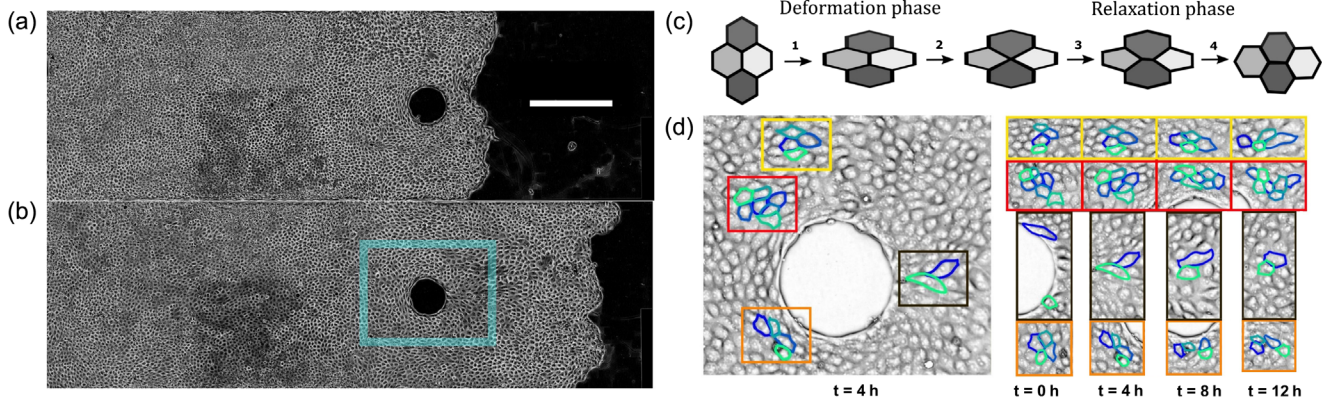 (a)
(b)
(c)
Deformation phase
Relaxation phase
1
2
3
4
(d)
t = 4 h
t = 0 h
t = 4 h
t = 8 h
t = 12 h